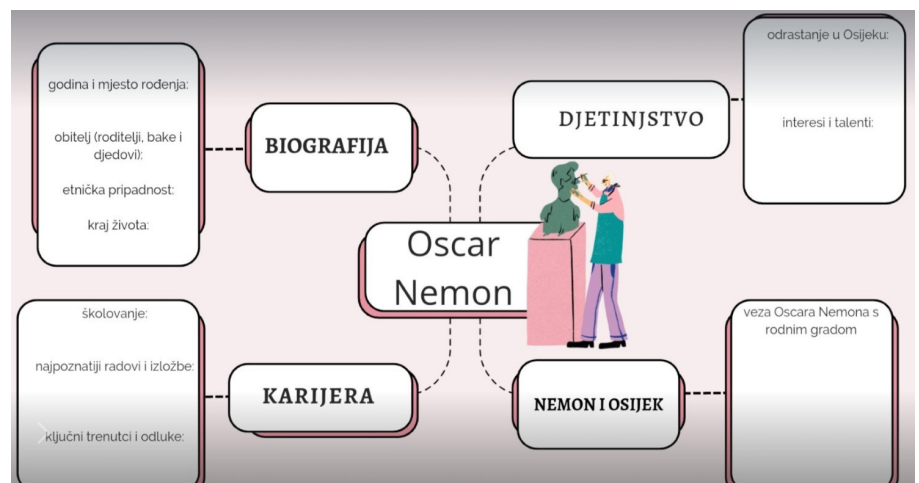 godina i mjesto rođenja:
obitelj (roditelji, bake i
djedovi):
etnička pripadnost:
kraj života:
BIOGRAFIJA
DJETINJSTVO
odrastanje u Osijeku:
interesi i talenti:
Oscar
Nemon
školovanje:
najpoznatiji radovi i izložbe:
ključni trenutci i odluke:
KARIJERA
NEMON I OSIJEK
veza Oscara Nemona s
rodnim gradom